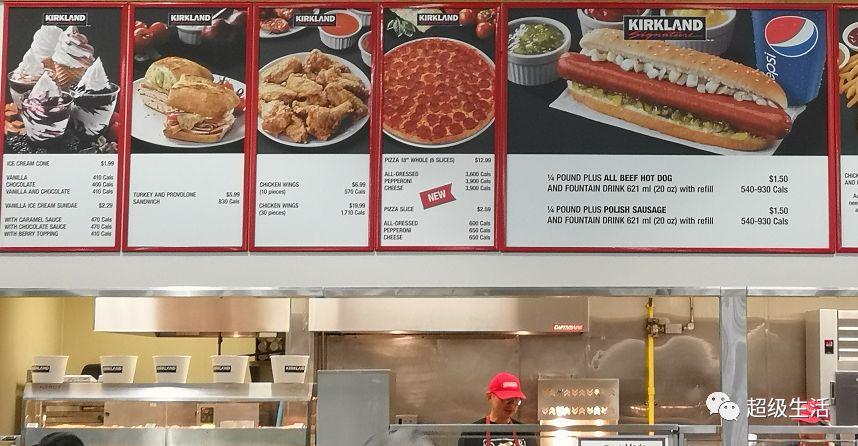 KIRKLAND
ICE CREAM CONE $1.99
VANILLA 410 Cals
CHOCOLATE 400 Cals
VANILLA AND CHOCOLATE 410 Cals
VANILLA ICE CREAM SUNDAE $2.29
WITH CARAMEL SAUCE 470 Cals
WITH CHOCOLATE SAUCE 470 Cals
WITH BERRY TOPPING 410 Cals
KIRKLAND
TURKEY AND PROVOLONE $5.99
SANDWICH 830 Cals
KIRKLAND
CHICKEN WINGS $6.99
(10 pieces) 570 Cals
CHICKEN WINGS $19.99
(30 pieces) 1,710 Cals
KIRKLAND
PIZZA 18" WHOLE (6 SLICES) $12.99
ALL-DRESSED 3,600 Cals
PEPPERONI 3,900 Cals
CHEESE 3,900 Cals
NEW
PIZZA SLICE $2.59
ALL-DRESSED 600 Cals
PEPPERONI 650 Cals
CHEESE 650 Cals
KIRKLAND
Signature
pepsi
¼ POUND PLUS ALL BEEF HOT DOG $1.50
AND FOUNTAIN DRINK 621 ml (20 oz) with refill 540-930 Cals
¼ POUND PLUS POLISH SAUSAGE $1.50
AND FOUNTAIN DRINK 621 ml (20 oz) with refill 540-930 Cals
CAPTIVEAIRE
KIRKLAND
KIRKLAND
KIRKLAND
KIRKLAND
KIRKLAND
超级生活